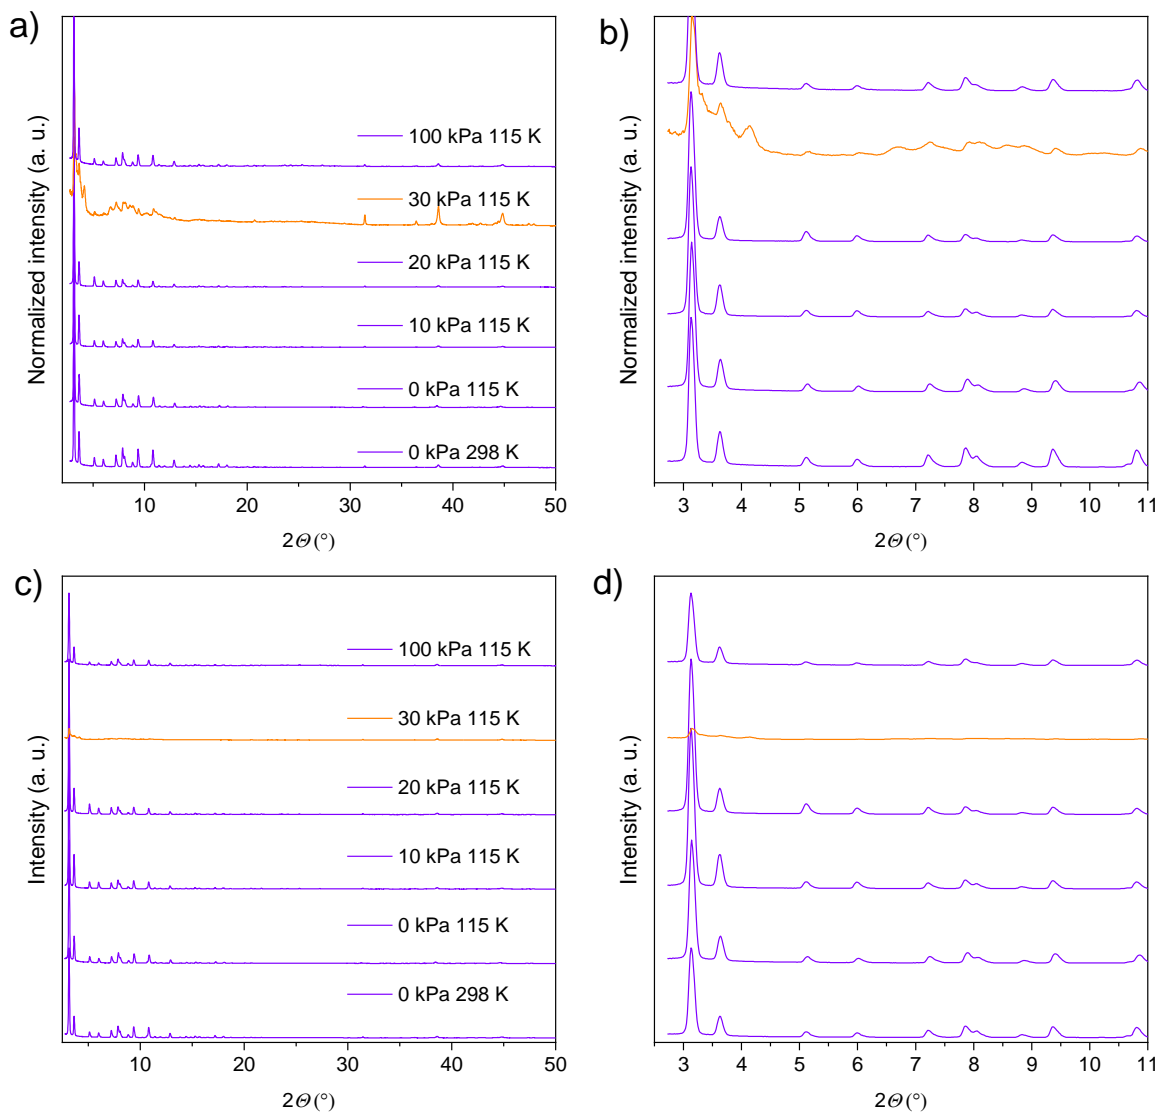 a)
Normalized intensity (a. u.)
100 kPa 115 K
30 kPa 115 K
20 kPa 115 K
10 kPa 115 K
0 kPa 115 K
0 kPa 298 K
10 20 30 40 50
2Θ (°)
b)
Normalized intensity (a. u.)
3 4 5 6 7 8 9 10 11
2Θ (°)
c)
Intensity (a. u.)
100 kPa 115 K
30 kPa 115 K
20 kPa 115 K
10 kPa 115 K
0 kPa 115 K
0 kPa 298 K
10 20 30 40 50
2Θ (°)
d)
Intensity (a. u.)
3 4 5 6 7 8 9 10 11
2Θ (°)